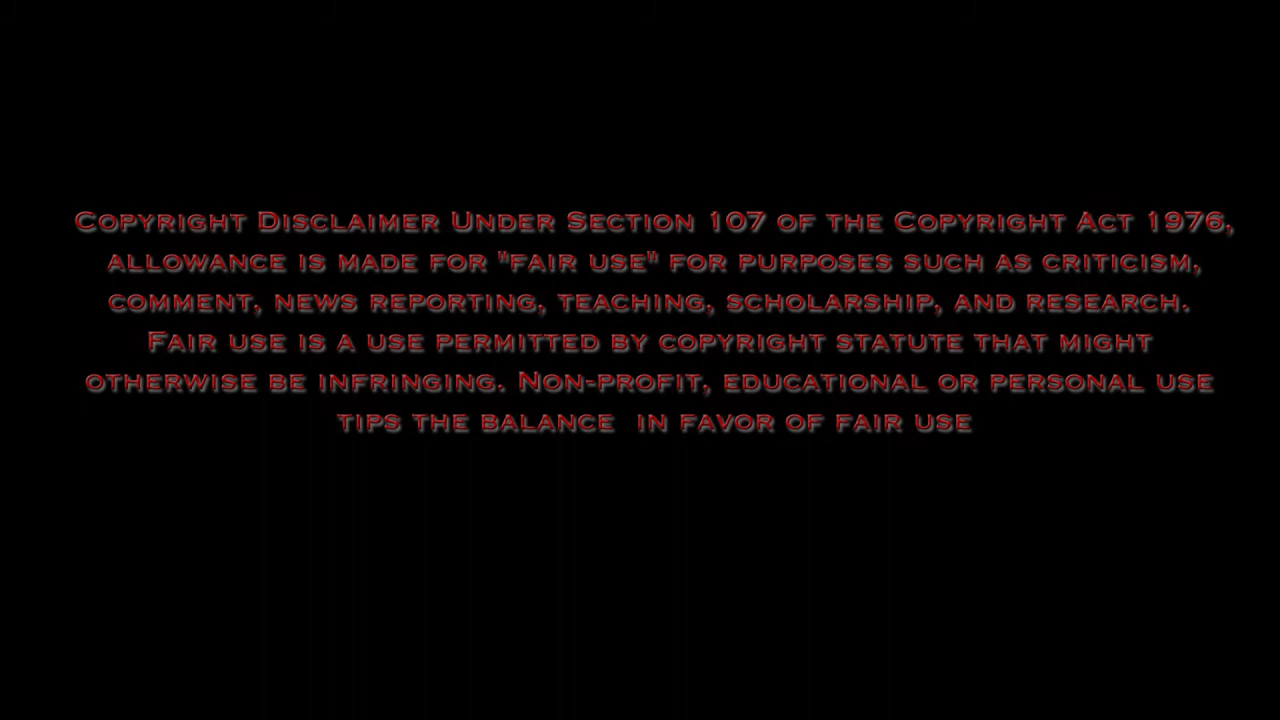 Copyright Disclaimer Under Section 107 of the Copyright Act 1976,
allowance is made for "fair use" for purposes such as criticism,
comment, news reporting, teaching, scholarship, and research.
Fair use is a use permitted by copyright statute that might
otherwise be infringing. Non-profit, educational or personal use
tips the balance in favor of fair use